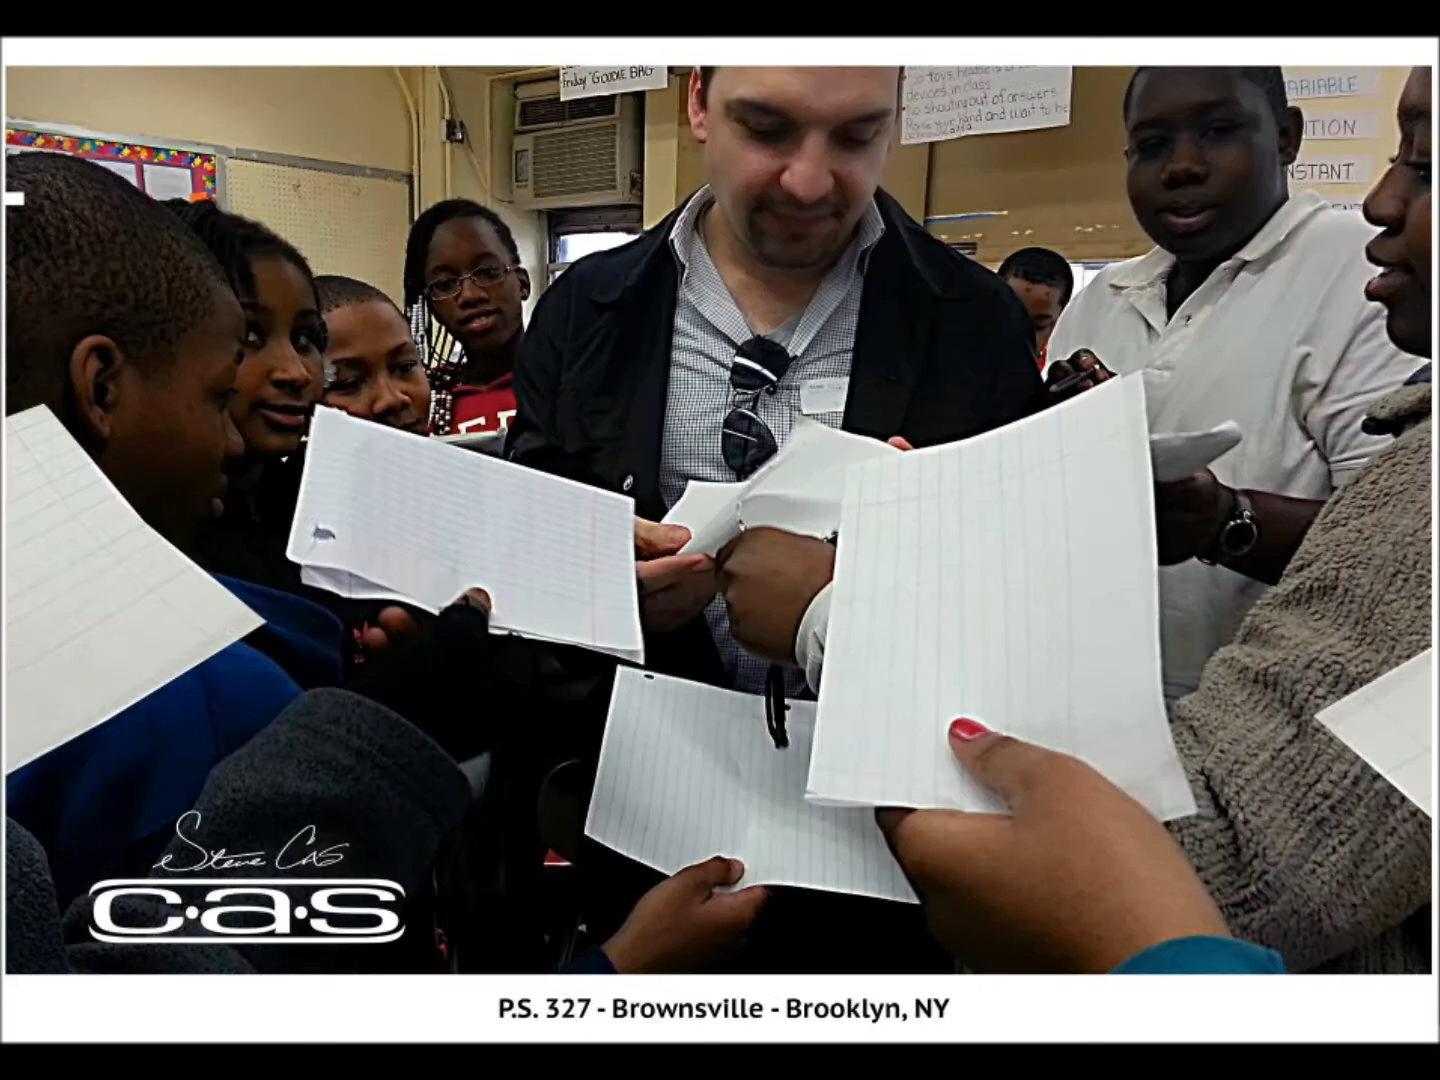 Friday "GOODIE BAG
devices in class
No shouting out of answers
Raise your hand and wait to be
ARIABLE
ITION
NSTANT
Steve Cas
c·a·s
P.S. 327 - Brownsville - Brooklyn, NY